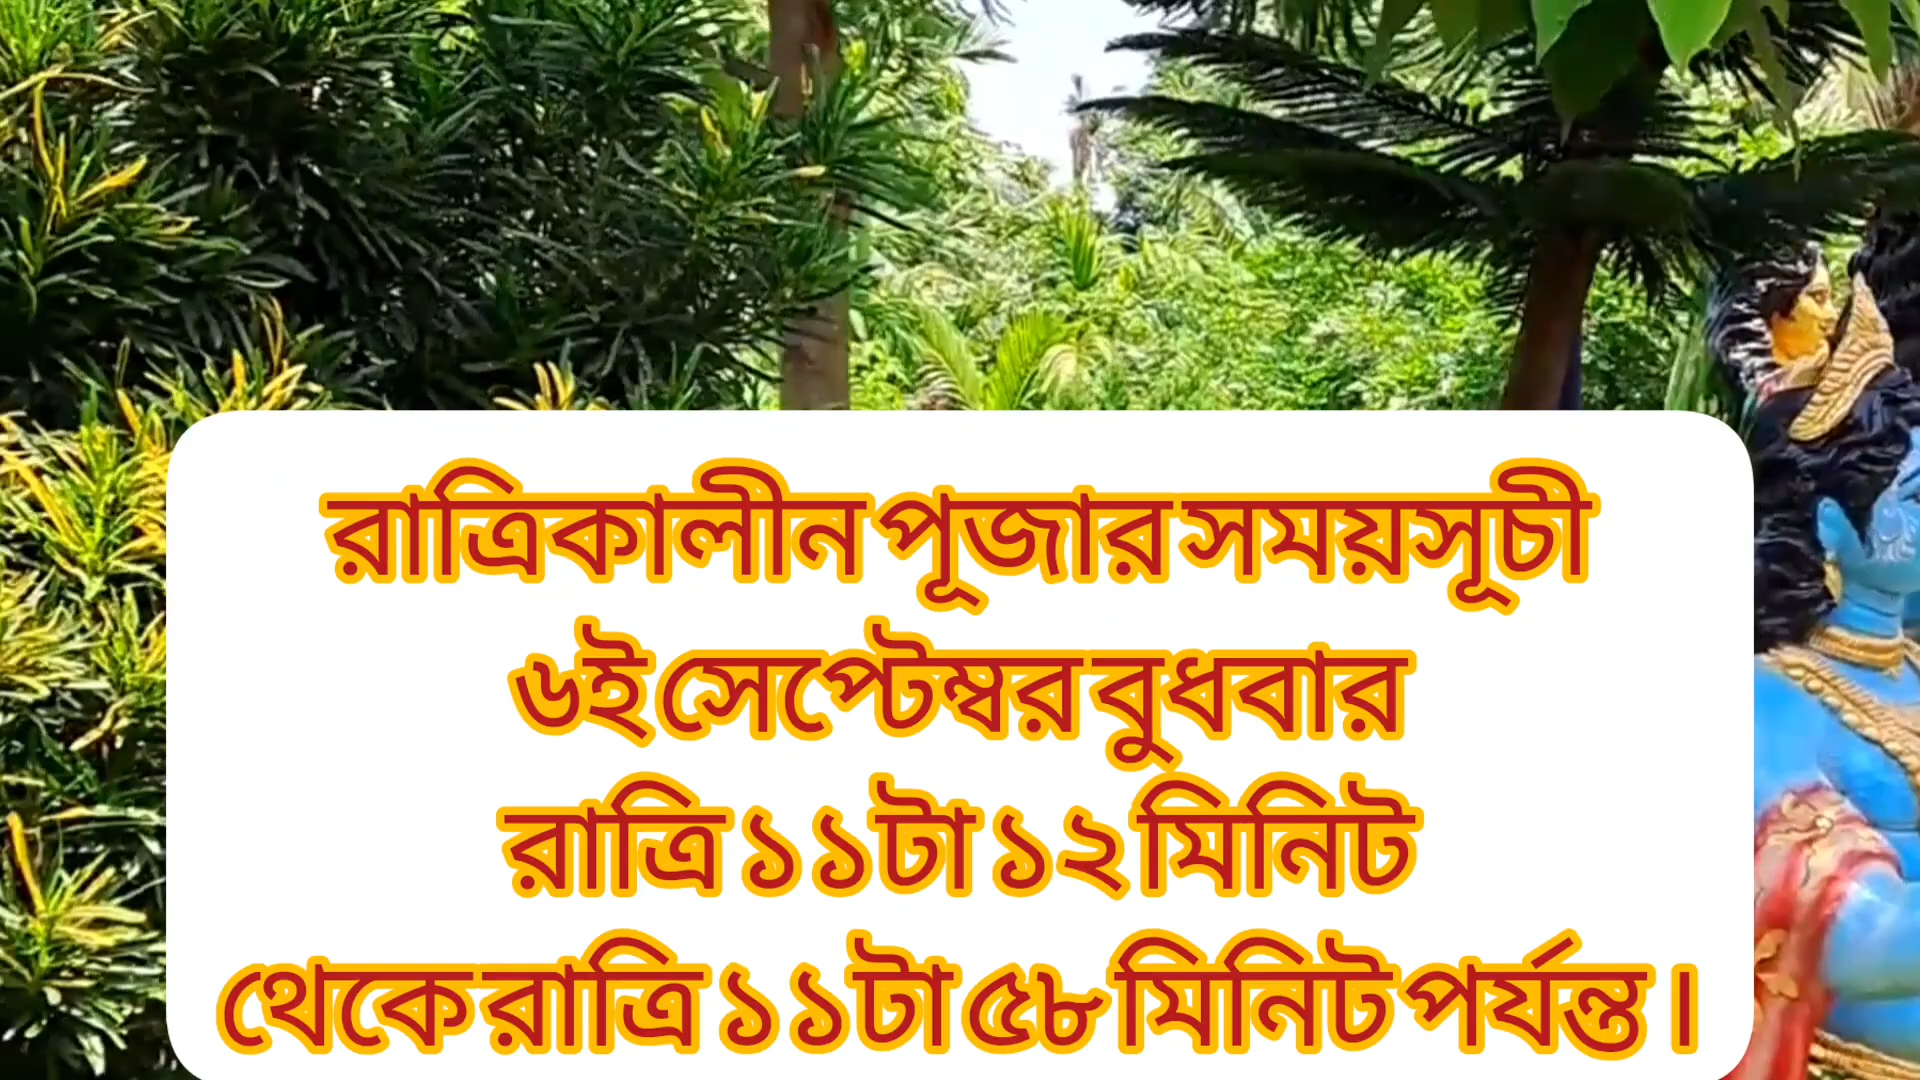 রাত্রিকালীন পূজার সময়সূচী
৬ই সেপ্টেম্বর বুধবার
রাত্রি ১১টা ১২ মিনিট
থেকে রাত্রি ১১টা ৫৮ মিনিট পর্যন্ত।